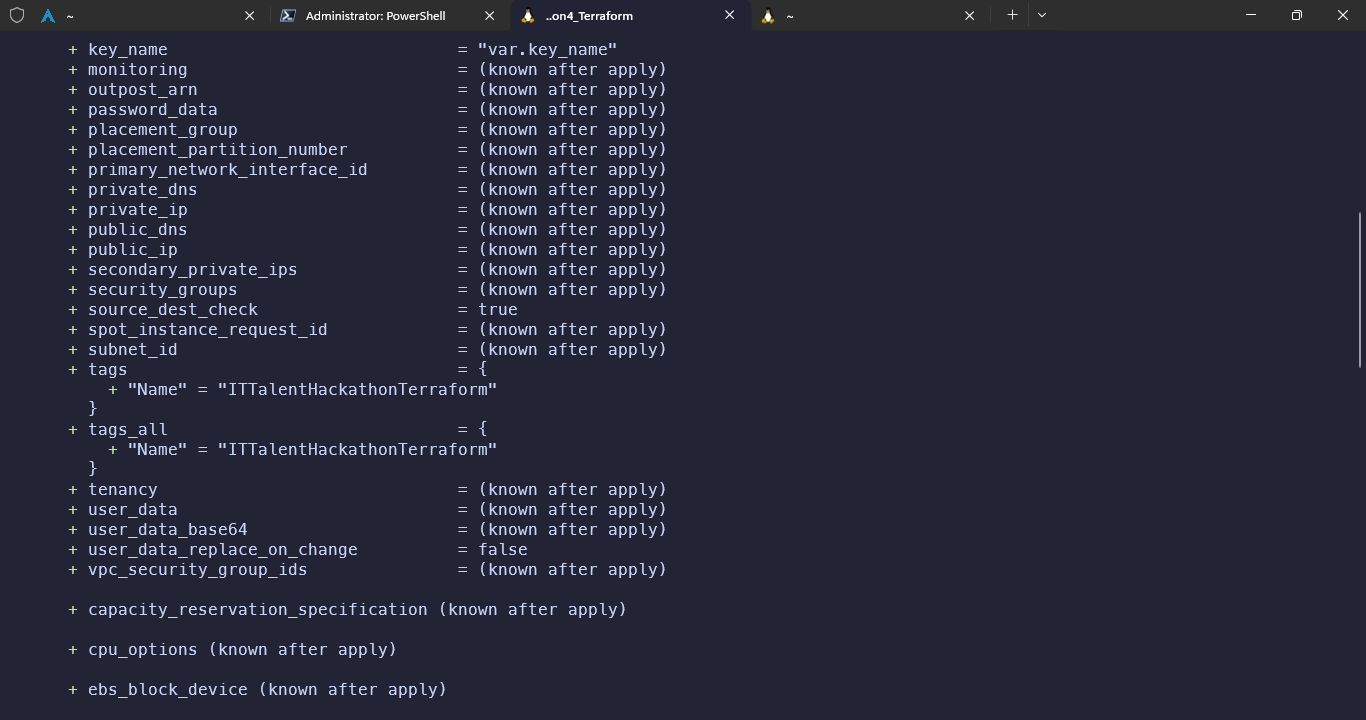 ~
Administrator: PowerShell
..on4_Terraform
~
+ key_name = "var.key_name"
+ monitoring = (known after apply)
+ outpost_arn = (known after apply)
+ password_data = (known after apply)
+ placement_group = (known after apply)
+ placement_partition_number = (known after apply)
+ primary_network_interface_id = (known after apply)
+ private_dns = (known after apply)
+ private_ip = (known after apply)
+ public_dns = (known after apply)
+ public_ip = (known after apply)
+ secondary_private_ips = (known after apply)
+ security_groups = (known after apply)
+ source_dest_check = true
+ spot_instance_request_id = (known after apply)
+ subnet_id = (known after apply)
+ tags = {
+ "Name" = "ITTalentHackathonTerraform"
}
+ tags_all = {
+ "Name" = "ITTalentHackathonTerraform"
}
+ tenancy = (known after apply)
+ user_data = (known after apply)
+ user_data_base64 = (known after apply)
+ user_data_replace_on_change = false
+ vpc_security_group_ids = (known after apply)
+ capacity_reservation_specification (known after apply)
+ cpu_options (known after apply)
+ ebs_block_device (known after apply)